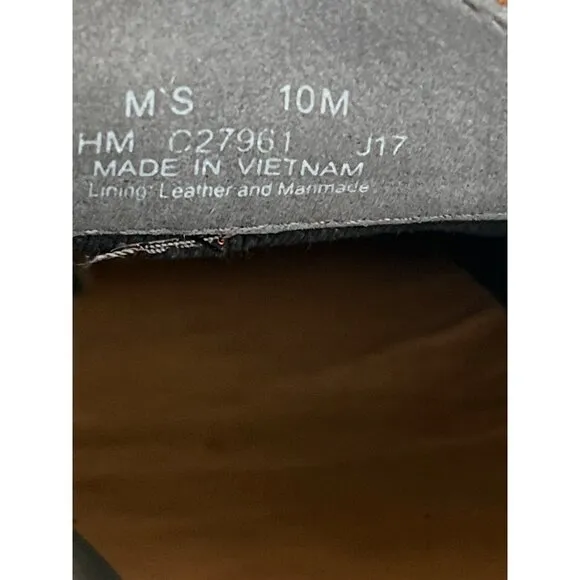 M'S 10M
HM C27961 J17
MADE IN VIETNAM
Lining: Leather and Manmade